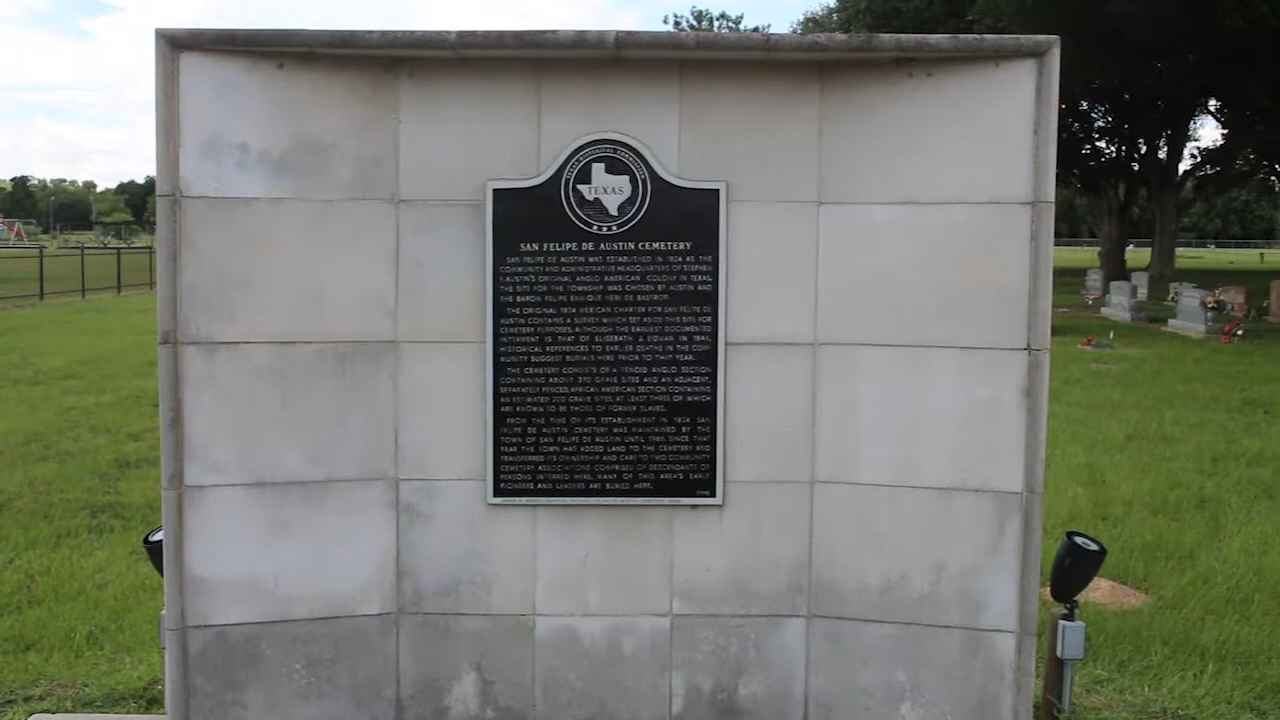 TEXAS HISTORICAL COMMISSION
TEXAS
SAN FELIPE DE AUSTIN CEMETERY
SAN FELIPE DE AUSTIN WAS ESTABLISHED IN 1824 AS THE
COMMUNITY AND ADMINISTRATIVE HEADQUARTERS OF STEPHEN
F. AUSTIN'S ORIGINAL ANGLO AMERICAN COLONY IN TEXAS.
THE SITE FOR THE TOWNSHIP WAS CHOSEN BY AUSTIN AND
THE BARON FELIPE ENRIQUE NERI DE BASTROP.
THE ORIGINAL 1824 MEXICAN CHARTER FOR SAN FELIPE DE
AUSTIN CONTAINS A SURVEY WHICH SET ASIDE THIS SITE FOR
CEMETERY PURPOSES. ALTHOUGH THE EARLIEST DOCUMENTED
INTERMENT IS THAT OF J. IN
HISTORICAL REFERENCES TO EARLIER DEATHS IN THE COM-
MUNITY SUGGEST BURIALS HERE PRIOR TO THAT YEAR.
THE CEMETERY CONSISTS OF A FENCED ANGLO SECTION
CONTAINING ABOUT 370 GRAVE SITES AND AN ADJACENT,
SEPARATELY FENCED, AFRICAN AMERICAN SECTION CONTAINING
AN ESTIMATED 200 GRAVE SITES, AT LEAST THREE OF WHICH
ARE KNOWN TO BE THOSE OF FORMER SLAVES.
FROM THE TIME OF ITS ESTABLISHMENT IN 1824 SAN
FELIPE DE AUSTIN CEMETERY WAS MAINTAINED BY THE
TOWN OF SAN FELIPE DE AUSTIN UNTIL 1986. SINCE THAT
YEAR THE TOWN HAS ADDED LAND TO THE CEMETERY AND
TRANSFERRED ITS OWNERSHIP AND CARE TO TWO COMMUNITY
CEMETERY ASSOCIATIONS COMPRISED OF DESCENDANTS OF
PERSONS INTERRED HERE. MANY OF THIS AREA'S EARLY
PIONEERS AND LEADERS ARE BURIED HERE.